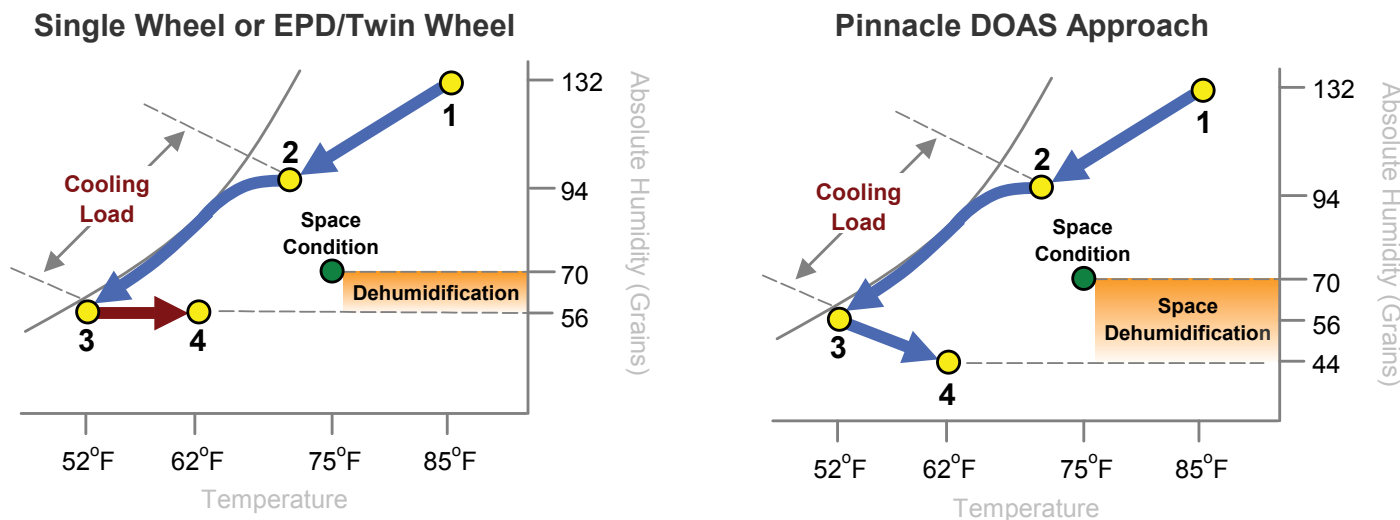 Single Wheel or EPD/Twin Wheel
132
1
2
94
Cooling
Load
Space
Condition
70
Dehumidification
56
3
4
Absolute Humidity (Grains)
52°F
62°F
75°F
85°F
Temperature
Pinnacle DOAS Approach
132
1
2
94
Cooling
Load
Space
Condition
70
Space
Dehumidification
56
3
44
4
Absolute Humidity (Grains)
52°F
62°F
75°F
85°F
Temperature